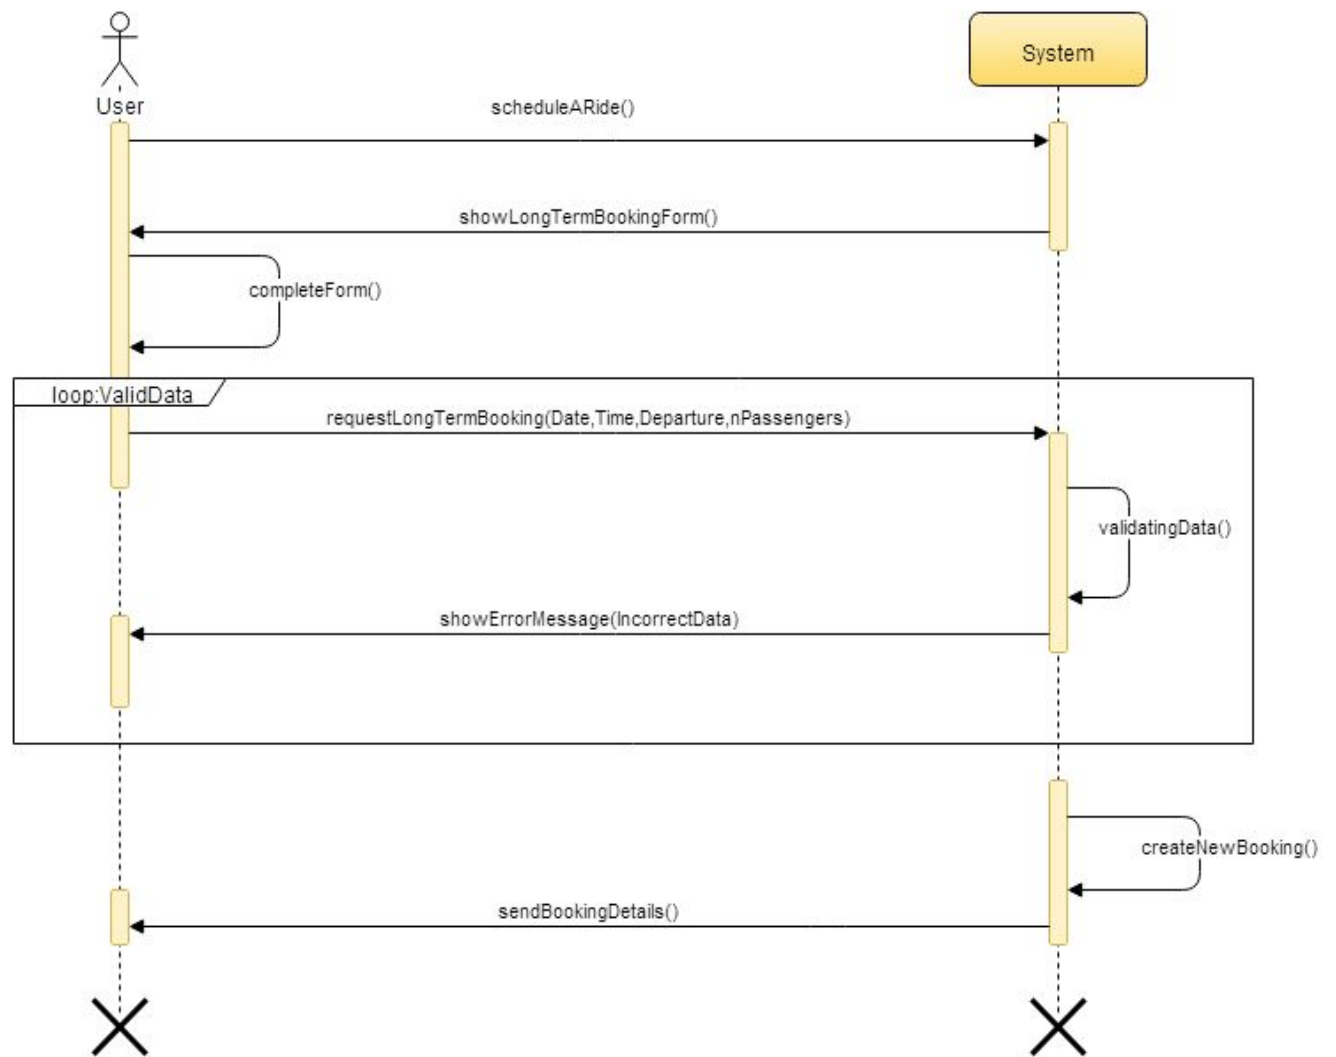 System
User
scheduleARide()
showLongTermBookingForm()
completeForm()
loop:ValidData
requestLongTermBooking(Date,Time,Departure,nPassengers)
validatingData()
showErrorMessage(IncorrectData)
createNewBooking()
sendBookingDetails()